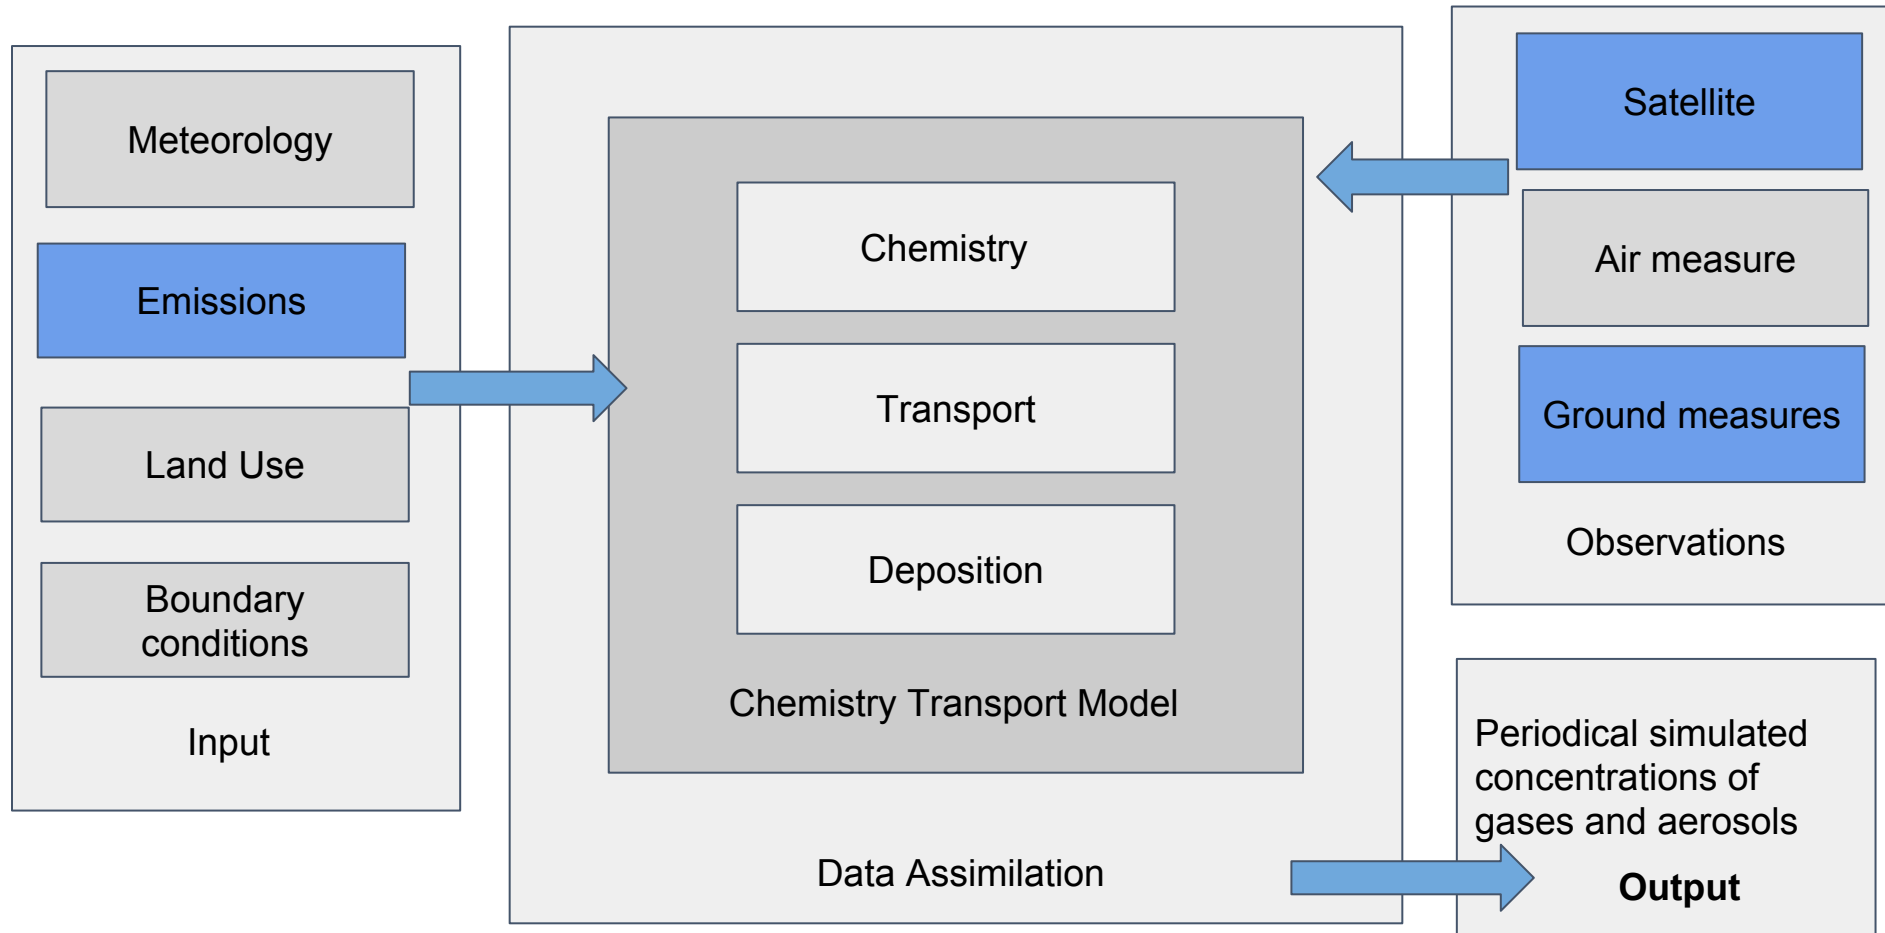 Meteorology
Emissions
Land Use
Boundary
conditions
Input
Chemistry
Transport
Deposition
Chemistry Transport Model
Data Assimilation
Satellite
Air measure
Ground measures
Observations
Periodical simulated
concentrations of
gases and aerosols
Output